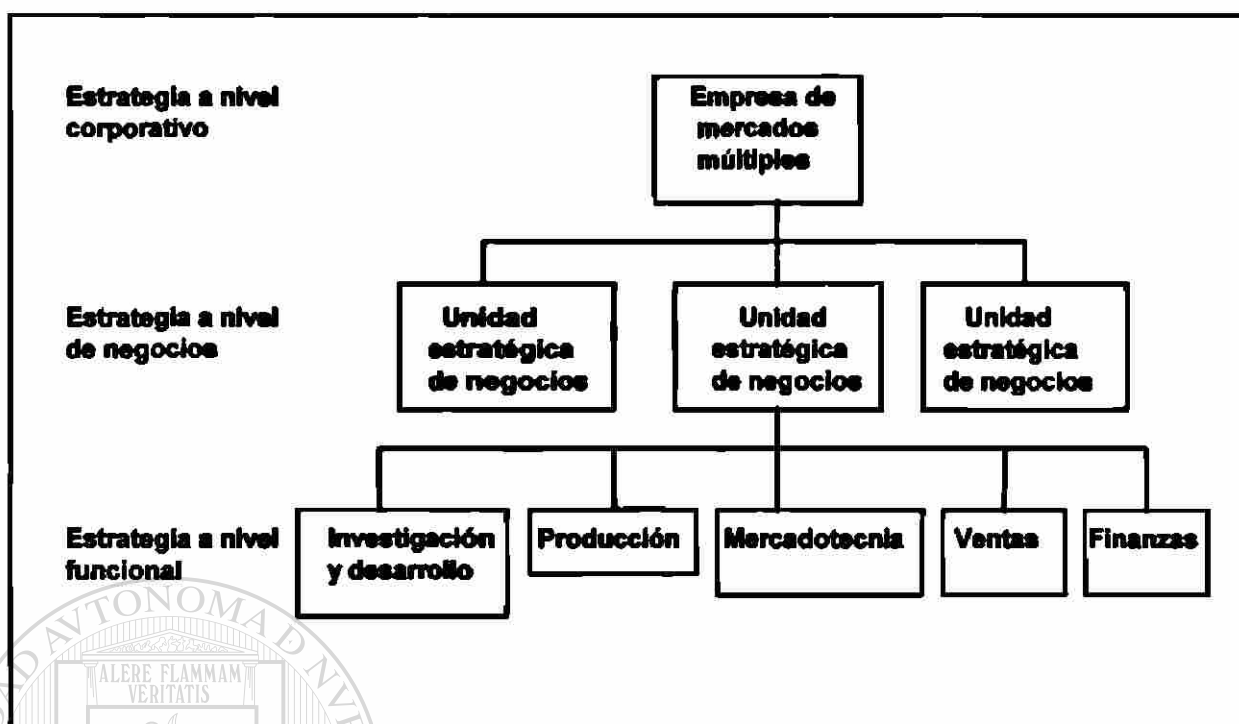 Estrategia a nivel
corporativo
Empresa de
mercados
múltiples
Estrategia a nivel
de negocios
Unidad
estratégica
de negocios
Unidad
estratégica
de negocios
Unidad
estratégica
de negocios
Estrategia a nivel
funcional
Investigación
y desarrollo
Producción
Mercadotecnia
Ventas
Finanzas
ALERE FLAMMAM
VERITATIS